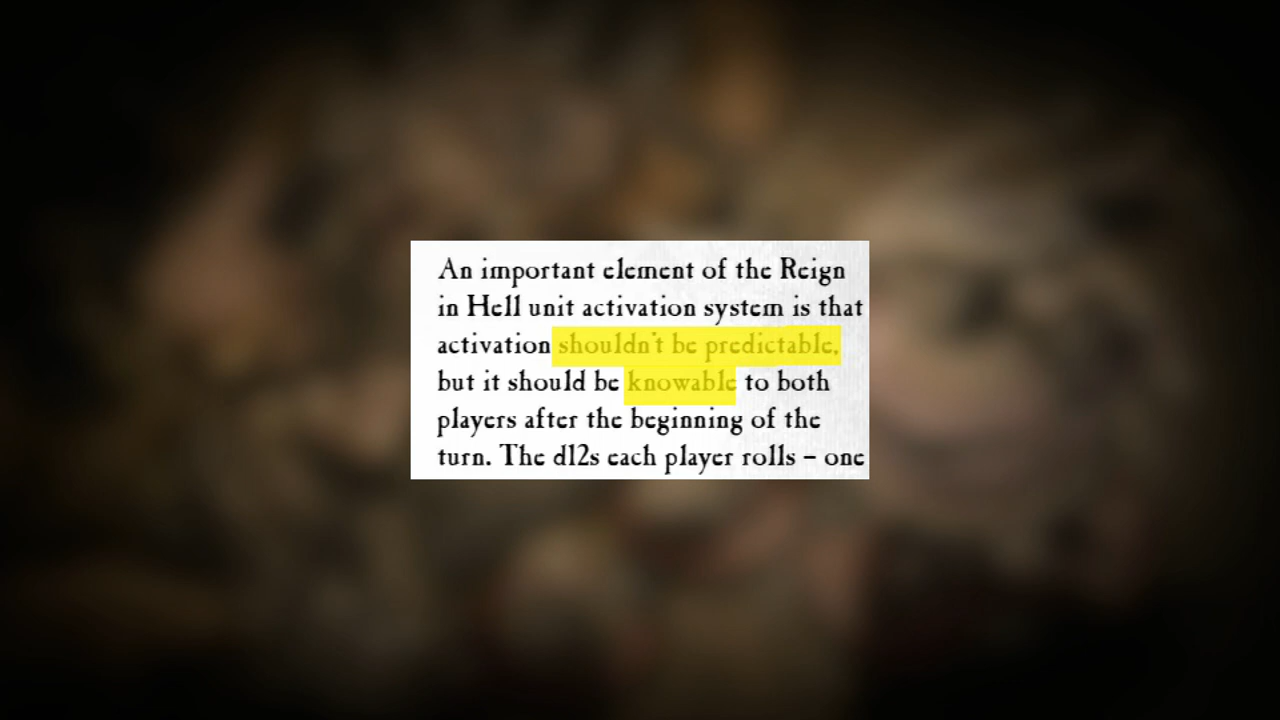 An important element of the Reign
in Hell unit activation system is that
activation shouldn't be predictable,
but it should be knowable to both
players after the beginning of the
turn. The d12s each player rolls – one